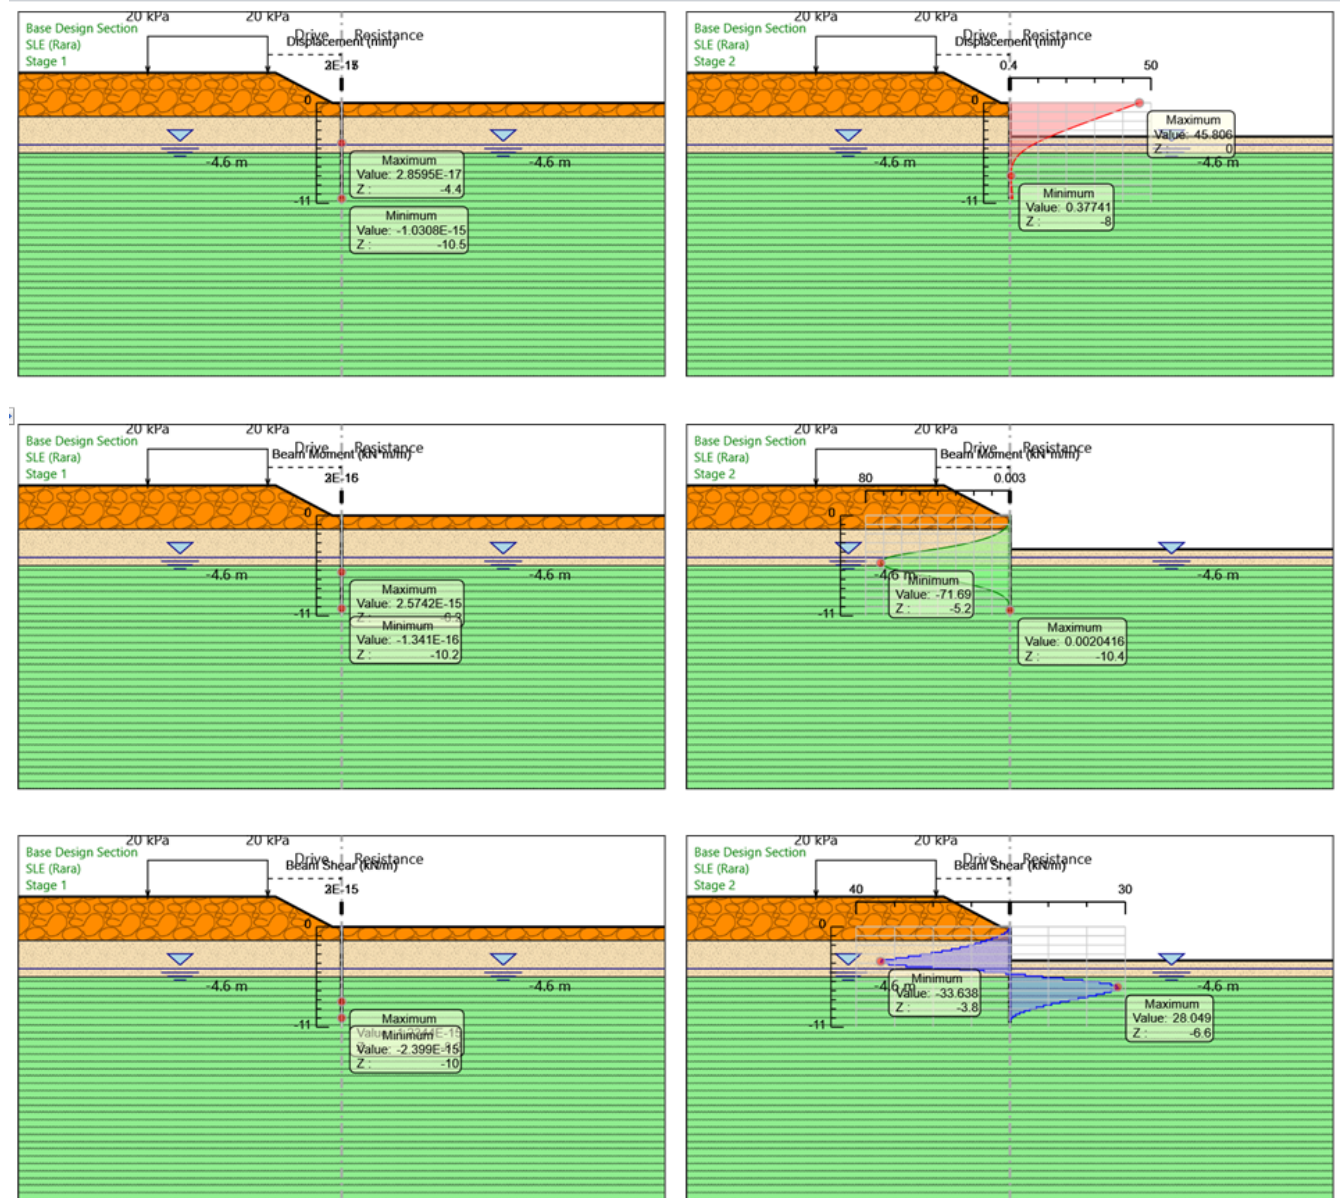 20 kPa 20 kPa
Base Design Section
SLE (Rara)
Stage 1
Drive Resistance
Displacement (mm)
0
-11
-4.6 m -4.6 m
Maximum
Value: 2.8595E-17
Z : -4.4
Minimum
Value: -1.0308E-15
Z : -10.5
20 kPa 20 kPa
Base Design Section
SLE (Rara)
Stage 2
Drive Resistance
Displacement (mm)
0.4 50
0
-11
-4.6 m -4.6 m
Maximum
Value: 45.806
Z : 0
Minimum
Value: 0.37741
Z : -8
20 kPa 20 kPa
Base Design Section
SLE (Rara)
Stage 1
Drive Resistance
Beam Moment (kN*m/m)
0
-11
-4.6 m -4.6 m
Maximum
Value: 2.5742E-15
Minimum
Value: -1.341E-16
Z : -10.2
20 kPa 20 kPa
Base Design Section
SLE (Rara)
Stage 2
Drive Resistance
Beam Moment (kN*m/m)
80 0.003
0
-11
-4.6 m -4.6 m
Minimum
Value: -71.69
Z : -5.2
Maximum
Value: 0.0020416
Z : -10.4
20 kPa 20 kPa
Base Design Section
SLE (Rara)
Stage 1
Drive Resistance
Beam Shear (kN/m)
0
-11
-4.6 m -4.6 m
Maximum
Minimum
Value: -2.399E-15
Z : -10
20 kPa 20 kPa
Base Design Section
SLE (Rara)
Stage 2
Drive Resistance
Beam Shear (kN/m)
40 30
0
-11
-4.6 m -4.6 m
Minimum
Value: -33.638
Z : -3.8
Maximum
Value: 28.049
Z : -6.6